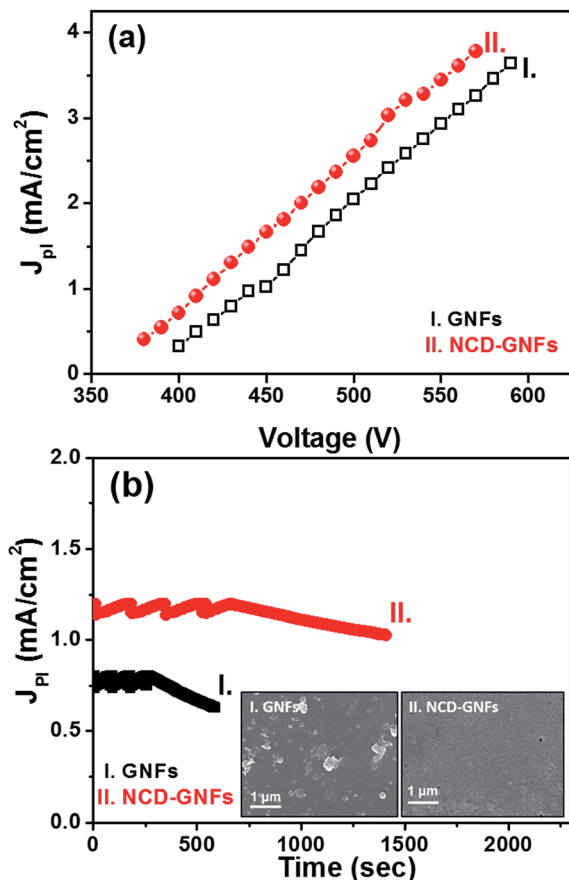 (a)
II.
I.
4
3
2
1
0
J_pl (mA/cm²)
I. GNFs
II. NCD-GNFs
350 400 450 500 550 600
Voltage (V)
(b)
2.0
1.5
1.0
0.5
0.0
J_Pl (mA/cm²)
II.
I.
I. GNFs
II. NCD-GNFs
I. GNFs
1 µm
II. NCD-GNFs
1 µm
0 500 1000 1500 2000
Time (sec)